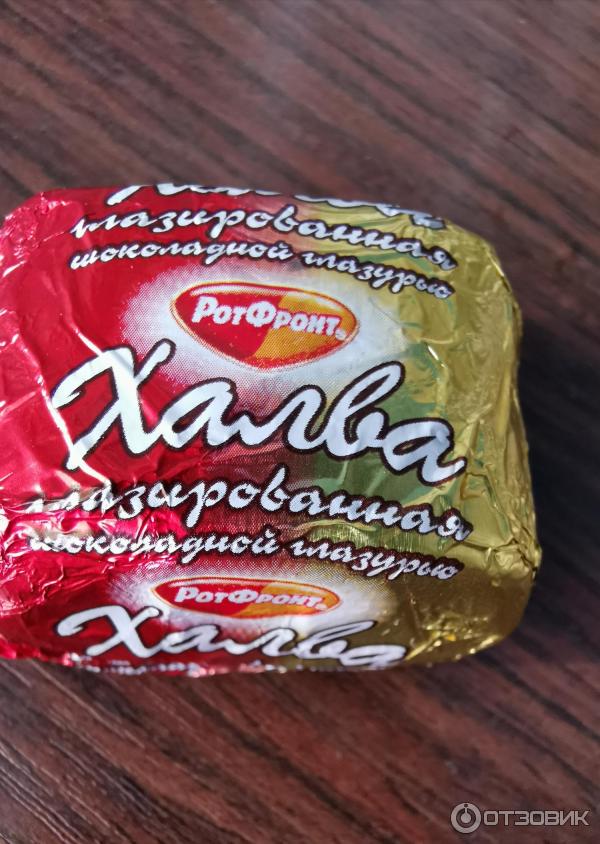 глазированная
шоколадной глазурью
РотФронт
Халва
глазированная
шоколадной глазурью
РотФронт
Халва
ОТЗОВИК